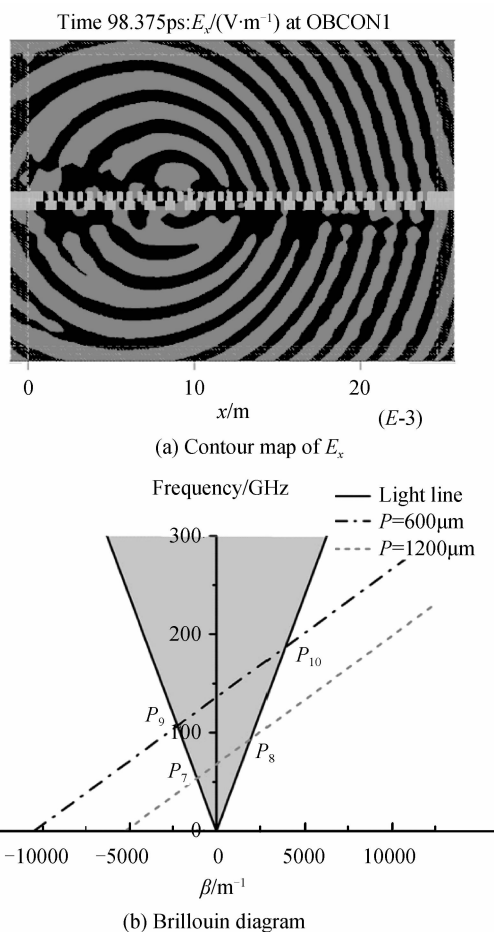 Time 98.375ps:Eₓ/(V·m⁻¹) at OBCON1
0 10 20
x/m
(E-3)
(a) Contour map of Eₓ
Frequency/GHz
Light line
P=600μm
P=1200μm
300
200
P₁₀
P₉
100
P₈
P₇
0
−10000 −5000 0 5000 10000
β/m⁻¹
(b) Brillouin diagram